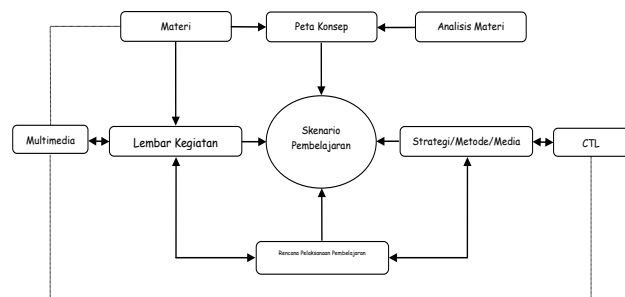 Materi
Peta Konsep
Analisis Materi
Skenario
Pembelajaran
Multimedia
Lembar Kegiatan
Strategi/Metode/Media
CTL
Rencana Pelaksanaan Pembelajaran